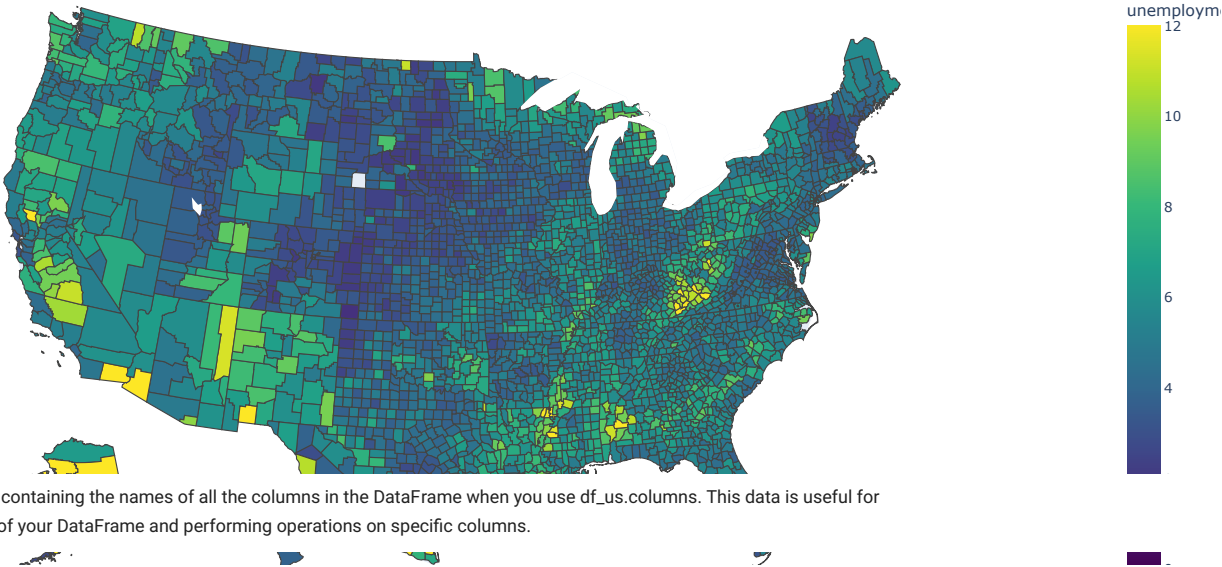 unemployme
12
10
8
6
4
containing the names of all the columns in the DataFrame when you use df_us.columns. This data is useful for
of your DataFrame and performing operations on specific columns.